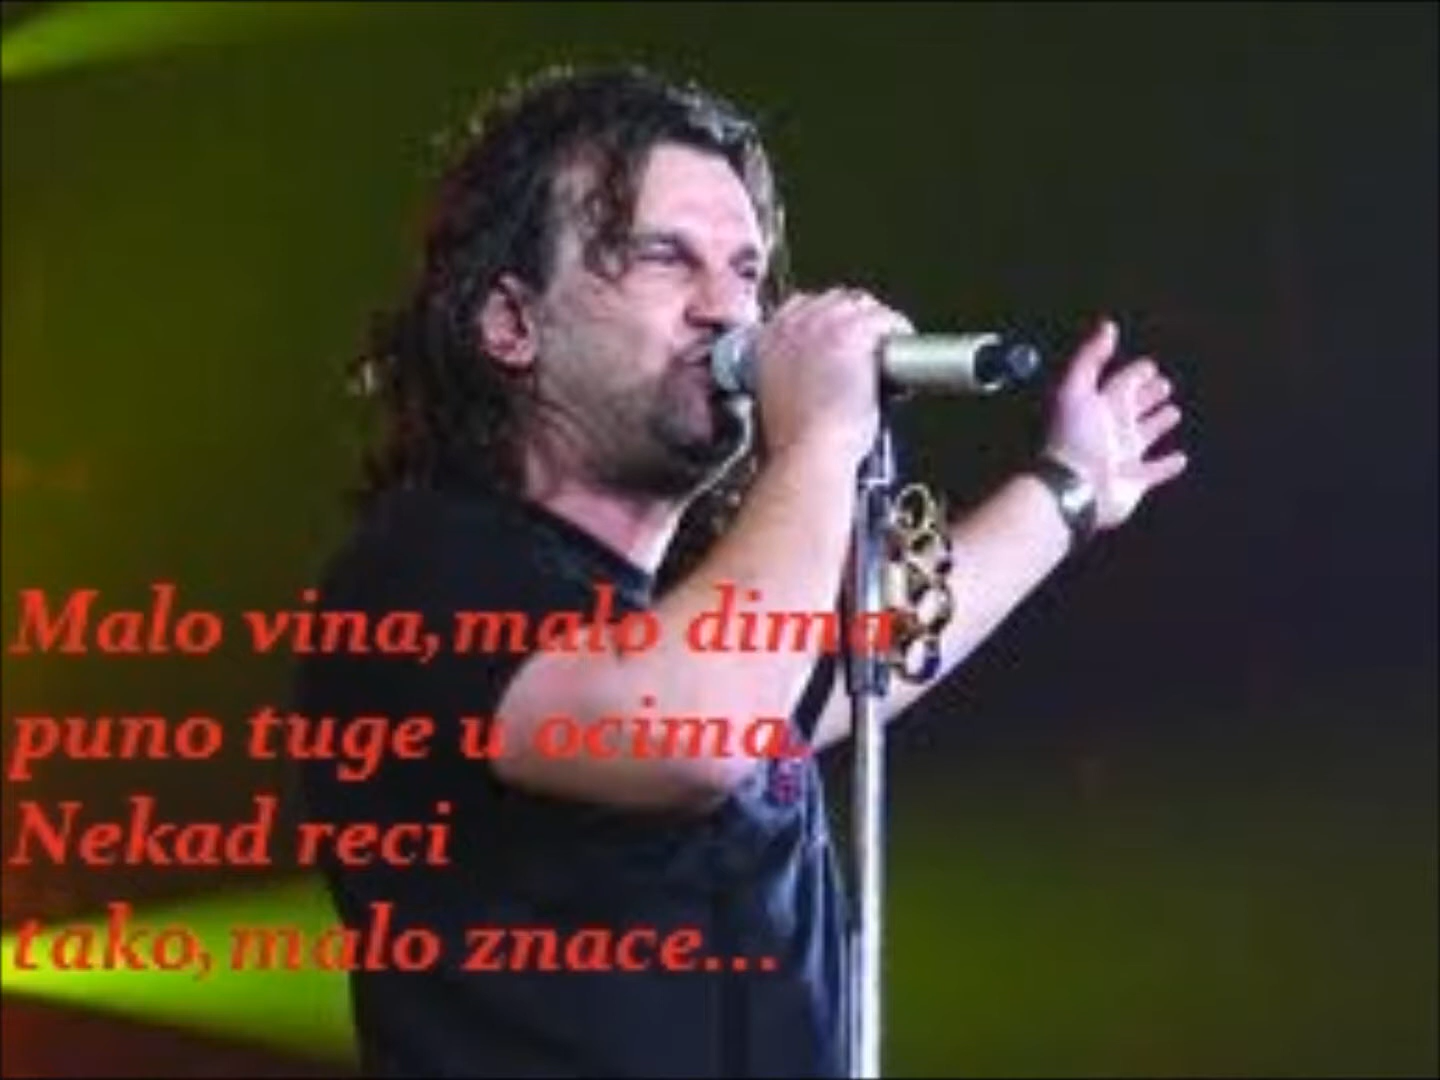 Malo vina,malo dima
puno tuge u ocima.
Nekad reci
tako,malo znace...